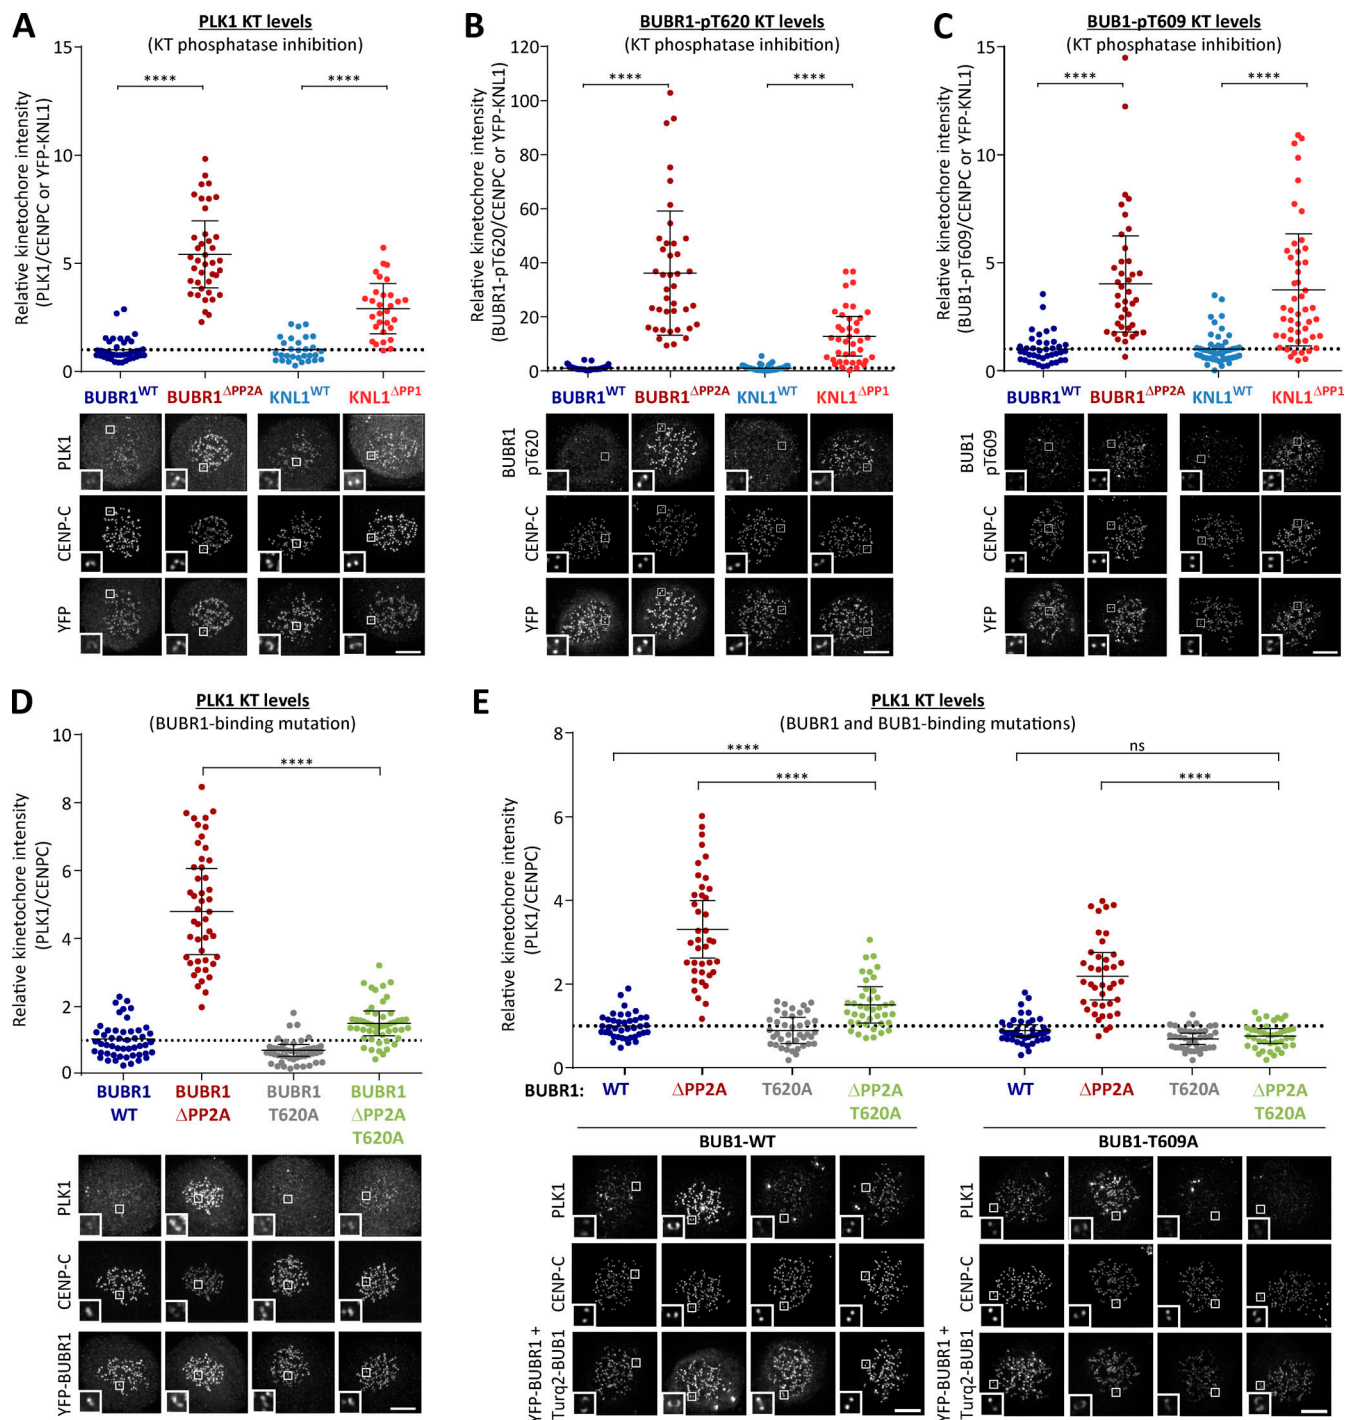 A
PLK1 KT levels
(KT phosphatase inhibition)
Relative kinetochore intensity
(PLK1/CENPC or YFP-KNL1)
15
10
5
0
****
****
BUBR1WT
BUBR1ΔPP2A
KNL1WT
KNL1ΔPP1
PLK1
CENP-C
YFP
B
BUBR1-pT620 KT levels
(KT phosphatase inhibition)
Relative kinetochore intensity
(BUBR1-pT620/CENPC or YFP-KNL1)
120
100
80
60
40
20
0
****
****
BUBR1WT
BUBR1ΔPP2A
KNL1WT
KNL1ΔPP1
BUBR1
pT620
CENP-C
YFP
C
BUB1-pT609 KT levels
(KT phosphatase inhibition)
Relative kinetochore intensity
(BUB1-pT609/CENPC or YFP-KNL1)
15
10
5
0
****
****
BUBR1WT
BUBR1ΔPP2A
KNL1WT
KNL1ΔPP1
BUB1
pT609
CENP-C
YFP
D
PLK1 KT levels
(BUBR1-binding mutation)
Relative kinetochore intensity
(PLK1/CENPC)
10
8
6
4
2
0
****
BUBR1
WT
BUBR1
ΔPP2A
BUBR1
T620A
BUBR1
ΔPP2A
T620A
PLK1
CENP-C
YFP-BUBR1
E
PLK1 KT levels
(BUBR1 and BUB1-binding mutations)
Relative kinetochore intensity
(PLK1/CENPC)
8
6
4
2
0
****
****
ns
****
BUBR1: WT ΔPP2A T620A ΔPP2A WT ΔPP2A T620A ΔPP2A
T620A T620A
BUB1-WT
BUB1-T609A
PLK1
CENP-C
YFP-BUBR1 +
Turq2-BUB1
PLK1
CENP-C
YFP-BUBR1 +
Turq2-BUB1